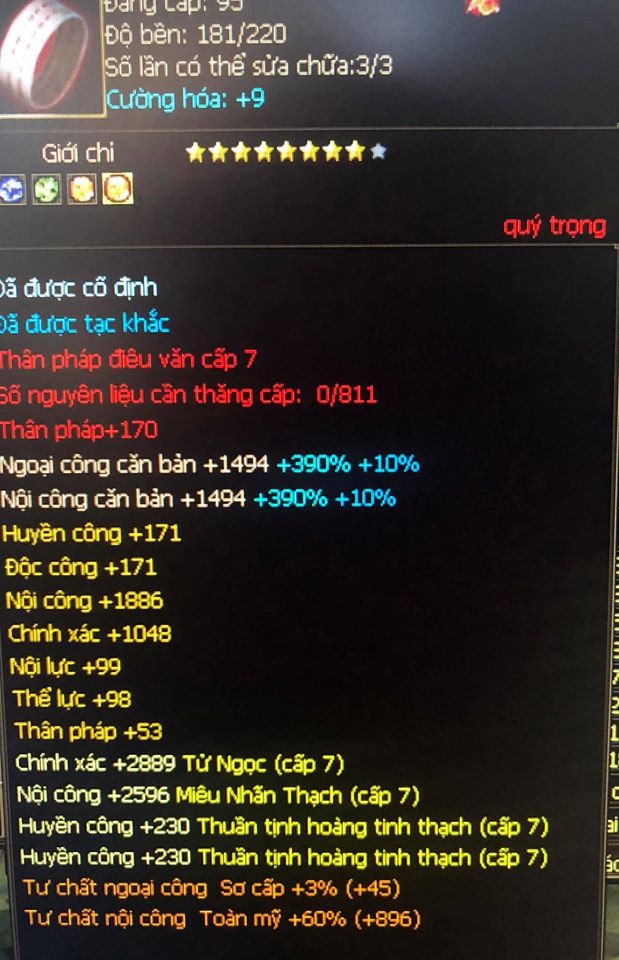 Đẳng cấp: 95
Độ bền: 181/220
Số lần có thể sửa chữa:3/3
Cường hóa: +9
Giới chỉ
quý trọng
Đã được cố định
Đã được tạc khắc
Thân pháp điêu văn cấp 7
Số nguyên liệu cần thăng cấp: 0/811
Thân pháp+170
Ngoại công căn bản +1494 +390% +10%
Nội công căn bản +1494 +390% +10%
Huyền công +171
Độc công +171
Nội công +1886
Chính xác +1048
Nội lực +99
Thể lực +98
Thân pháp +53
Chính xác +2889 Tử Ngọc (cấp 7)
Nội công +2596 Miêu Nhãn Thạch (cấp 7)
Huyền công +230 Thuần tịnh hoàng tinh thạch (cấp 7)
Huyền công +230 Thuần tịnh hoàng tinh thạch (cấp 7)
Tư chất ngoại công Sơ cấp +3% (+45)
Tư chất nội công Toàn mỹ +60% (+896)